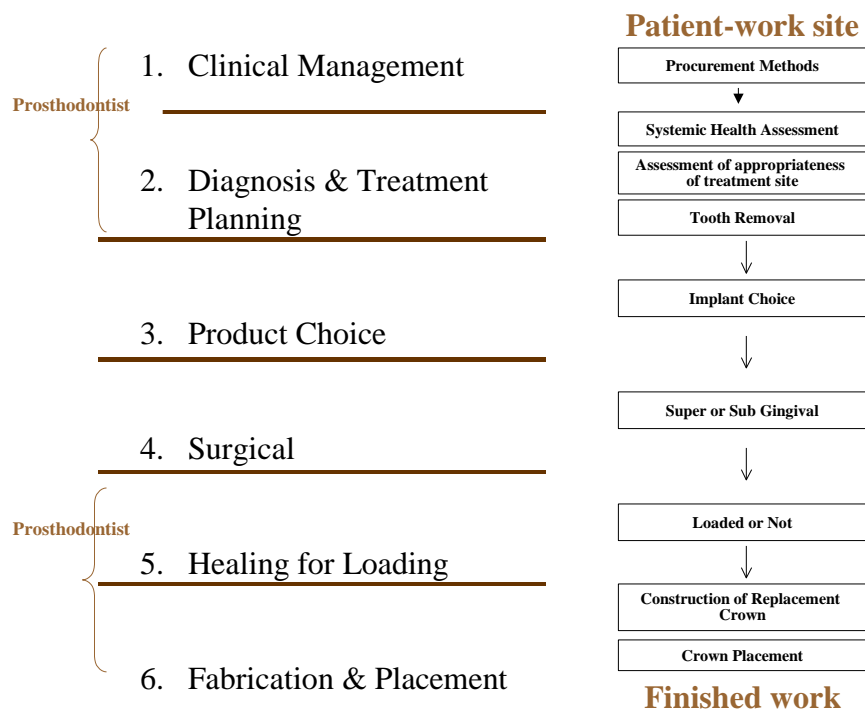 Patient-work site
1. Clinical Management
Procurement Methods
Prosthodontist
Systemic Health Assessment
2. Diagnosis & Treatment
Planning
Assessment of appropriateness
of treatment site
Tooth Removal
Implant Choice
3. Product Choice
Super or Sub Gingival
4. Surgical
Prosthodontist
Loaded or Not
5. Healing for Loading
Construction of Replacement
Crown
Crown Placement
6. Fabrication & Placement
Finished work